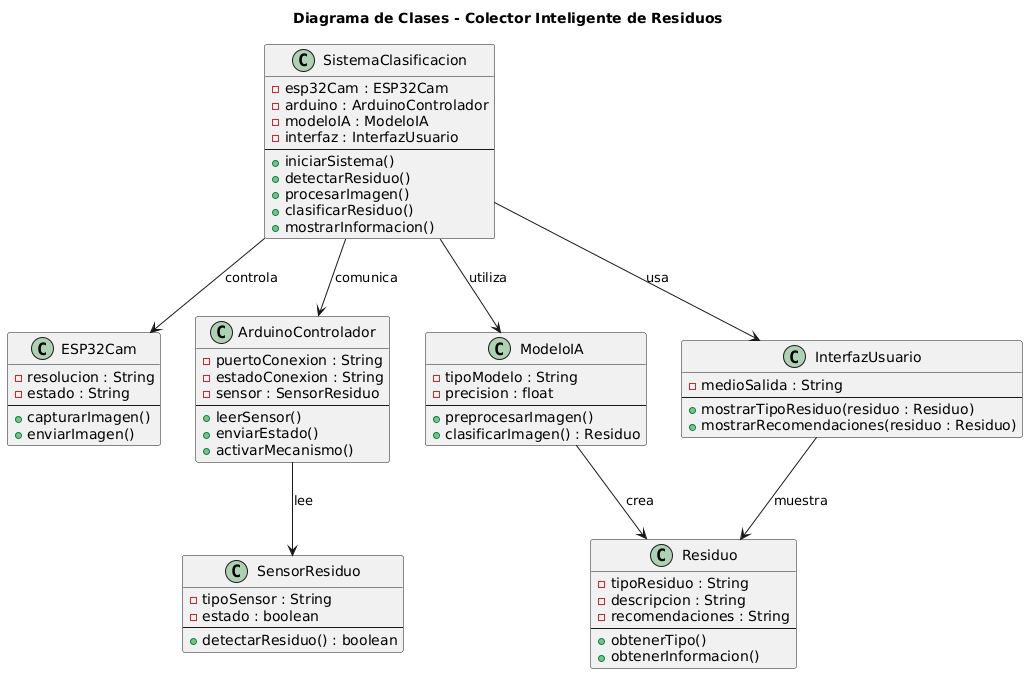 Diagrama de Clases - Colector Inteligente de Residuos
C SistemaClasificacion
esp32Cam : ESP32Cam
arduino : ArduinoControlador
modeloIA : ModeloIA
interfaz : InterfazUsuario
iniciarSistema()
detectarResiduo()
procesarImagen()
clasificarResiduo()
mostrarInformacion()
controla
comunica
utiliza
usa
C ESP32Cam
resolucion : String
estado : String
capturarImagen()
enviarImagen()
C ArduinoControlador
puertoConexion : String
estadoConexion : String
sensor : SensorResiduo
leerSensor()
enviarEstado()
activarMecanismo()
C ModeloIA
tipoModelo : String
precision : float
preprocesarImagen()
clasificarImagen() : Residuo
C InterfazUsuario
medioSalida : String
mostrarTipoResiduo(residuo : Residuo)
mostrarRecomendaciones(residuo : Residuo)
lee
crea
muestra
C SensorResiduo
tipoSensor : String
estado : boolean
detectarResiduo() : boolean
C Residuo
tipoResiduo : String
descripcion : String
recomendaciones : String
obtenerTipo()
obtenerInformacion()